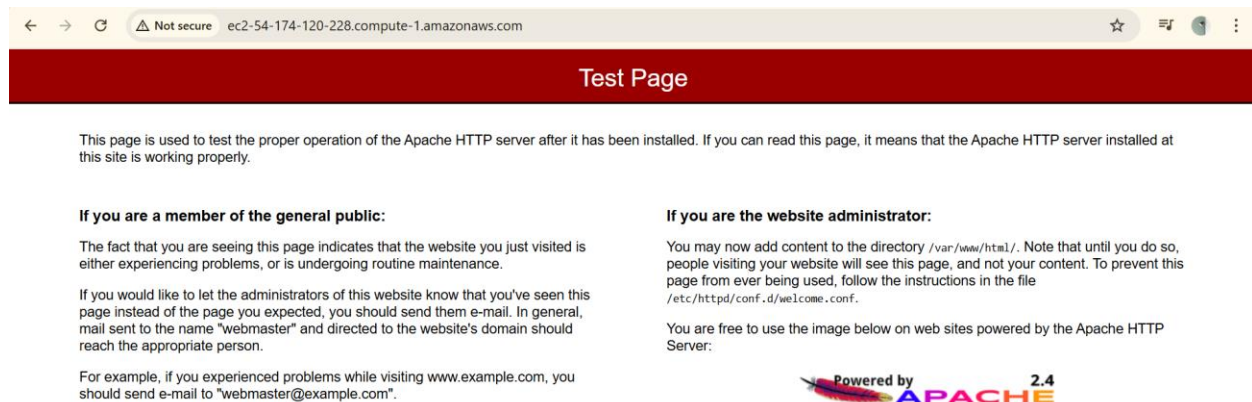 Not secure ec2-54-174-120-228.compute-1.amazonaws.com
Test Page
This page is used to test the proper operation of the Apache HTTP server after it has been installed. If you can read this page, it means that the Apache HTTP server installed at
this site is working properly.
If you are a member of the general public:
The fact that you are seeing this page indicates that the website you just visited is
either experiencing problems, or is undergoing routine maintenance.
If you would like to let the administrators of this website know that you've seen this
page instead of the page you expected, you should send them e-mail. In general,
mail sent to the name "webmaster" and directed to the website's domain should
reach the appropriate person.
For example, if you experienced problems while visiting www.example.com, you
should send e-mail to "webmaster@example.com".
If you are the website administrator:
You may now add content to the directory /var/www/html/. Note that until you do so,
people visiting your website will see this page, and not your content. To prevent this
page from ever being used, follow the instructions in the file
/etc/httpd/conf.d/welcome.conf.
You are free to use the image below on web sites powered by the Apache HTTP
Server:
Powered by 2.4
APACHE